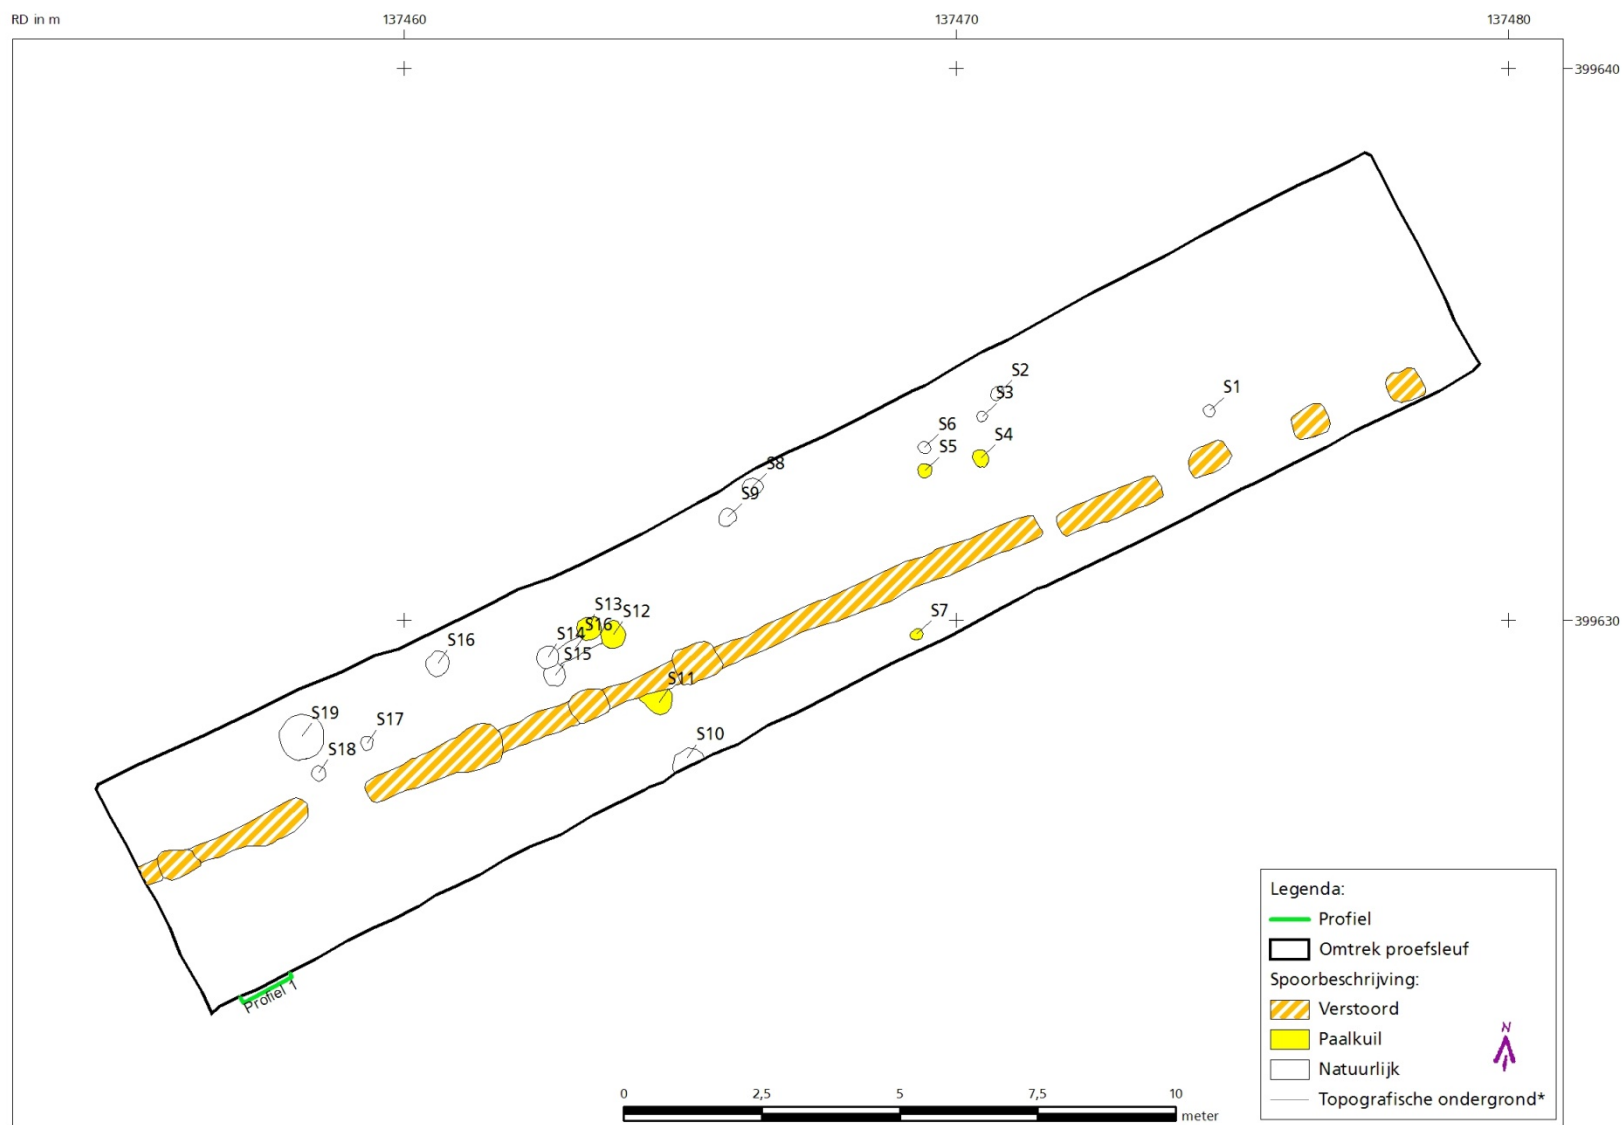 RD in m
137460
137470
137480
399640
S2
S3
S1
S6
S4
S5
S8
S9
399630
S13
S12
S7
S16
S14
S16
S15
S11
S19
S17
S10
S18
Profiel 1
Legenda:
Profiel
Omtrek proefsleuf
Spoorbeschrijving:
Verstoord
Paalkuil
N
Natuurlijk
Topografische ondergrond*
0 2,5 5 7,5 10
meter